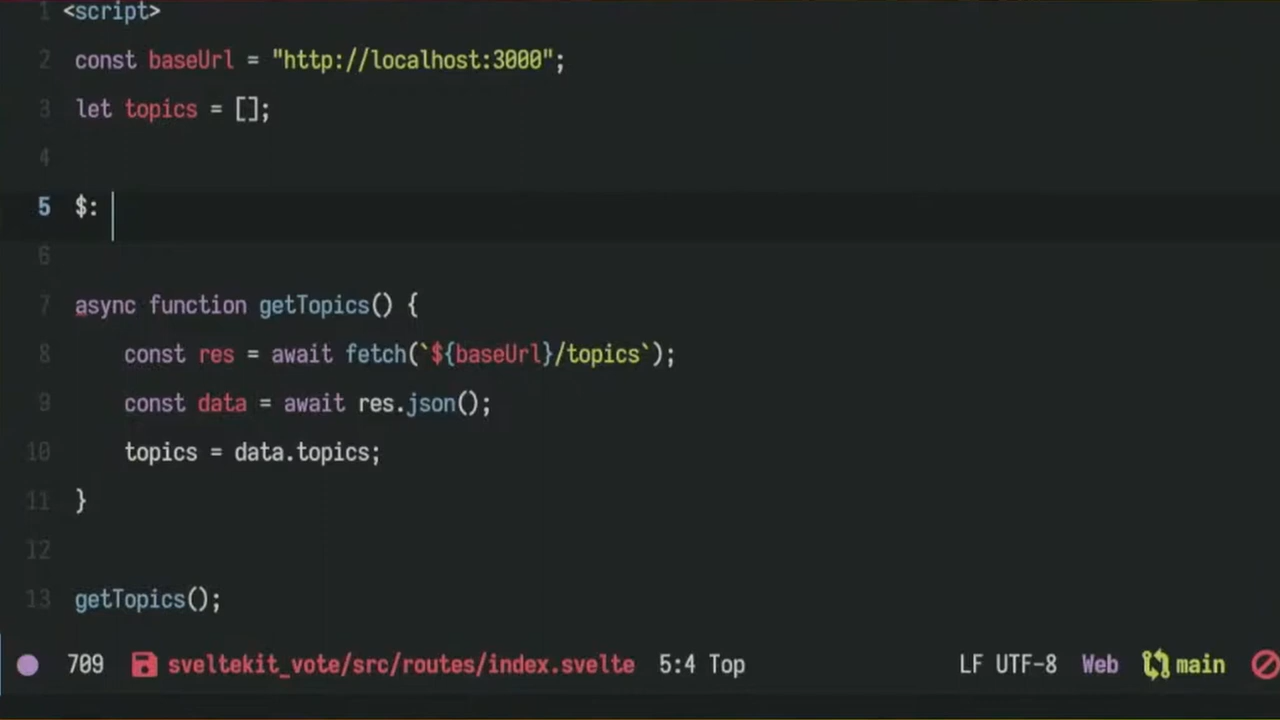 1 <script>
2 const baseUrl = "http://localhost:3000";
3 let topics = [];
4
5 $:
6
7 async function getTopics() {
8 const res = await fetch(`${baseUrl}/topics`);
9 const data = await res.json();
10 topics = data.topics;
11 }
12
13 getTopics();
709 sveltekit_vote/src/routes/index.svelte 5:4 Top LF UTF-8 Web main